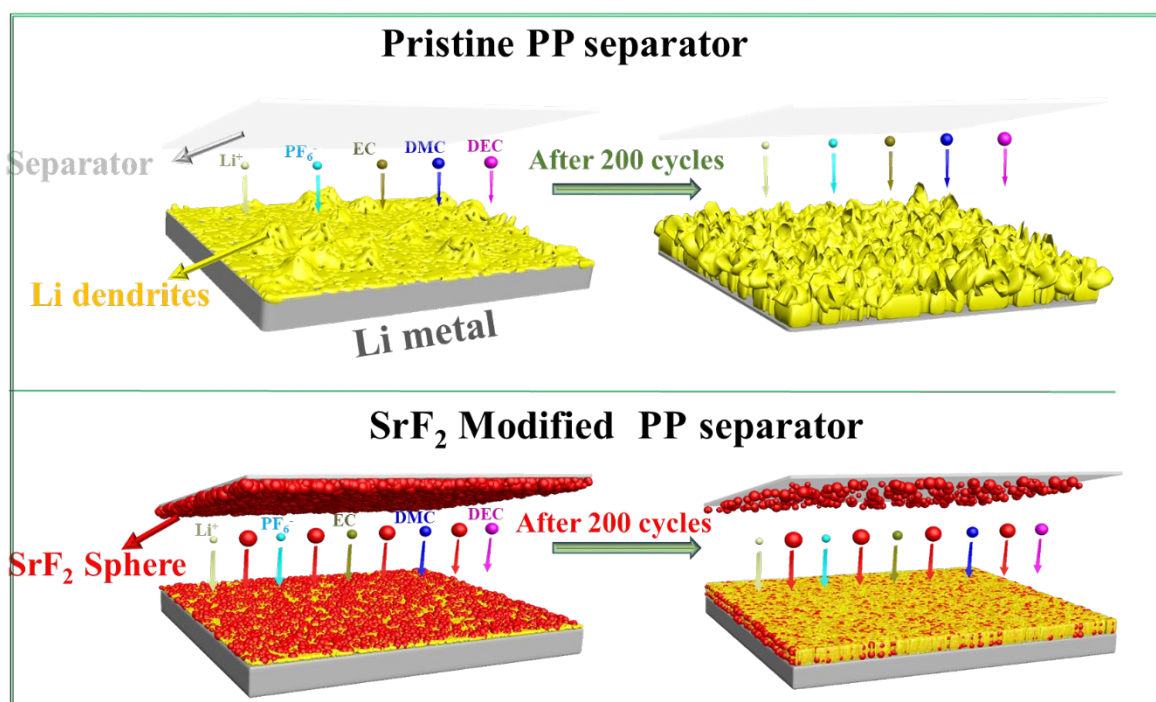 Pristine PP separator
Separator
Li⁺
PF₆⁻
EC
DMC
DEC
After 200 cycles
Li dendrites
Li metal
SrF₂ Modified PP separator
Li⁺
PF₆⁻
EC
DMC
DEC
After 200 cycles
SrF₂ Sphere